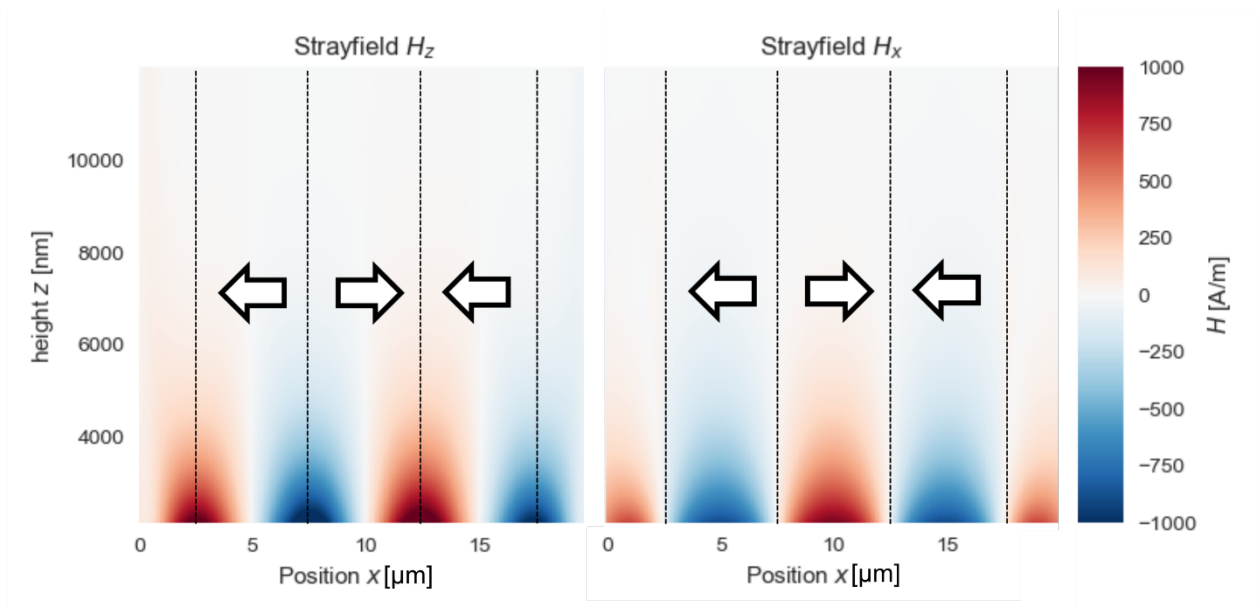 Strayfield Hz
Strayfield Hx
10000
8000
6000
4000
height z [nm]
0 5 10 15
Position x [μm]
0 5 10 15
Position x [μm]
1000
750
500
250
0
−250
−500
−750
−1000
H [A/m]